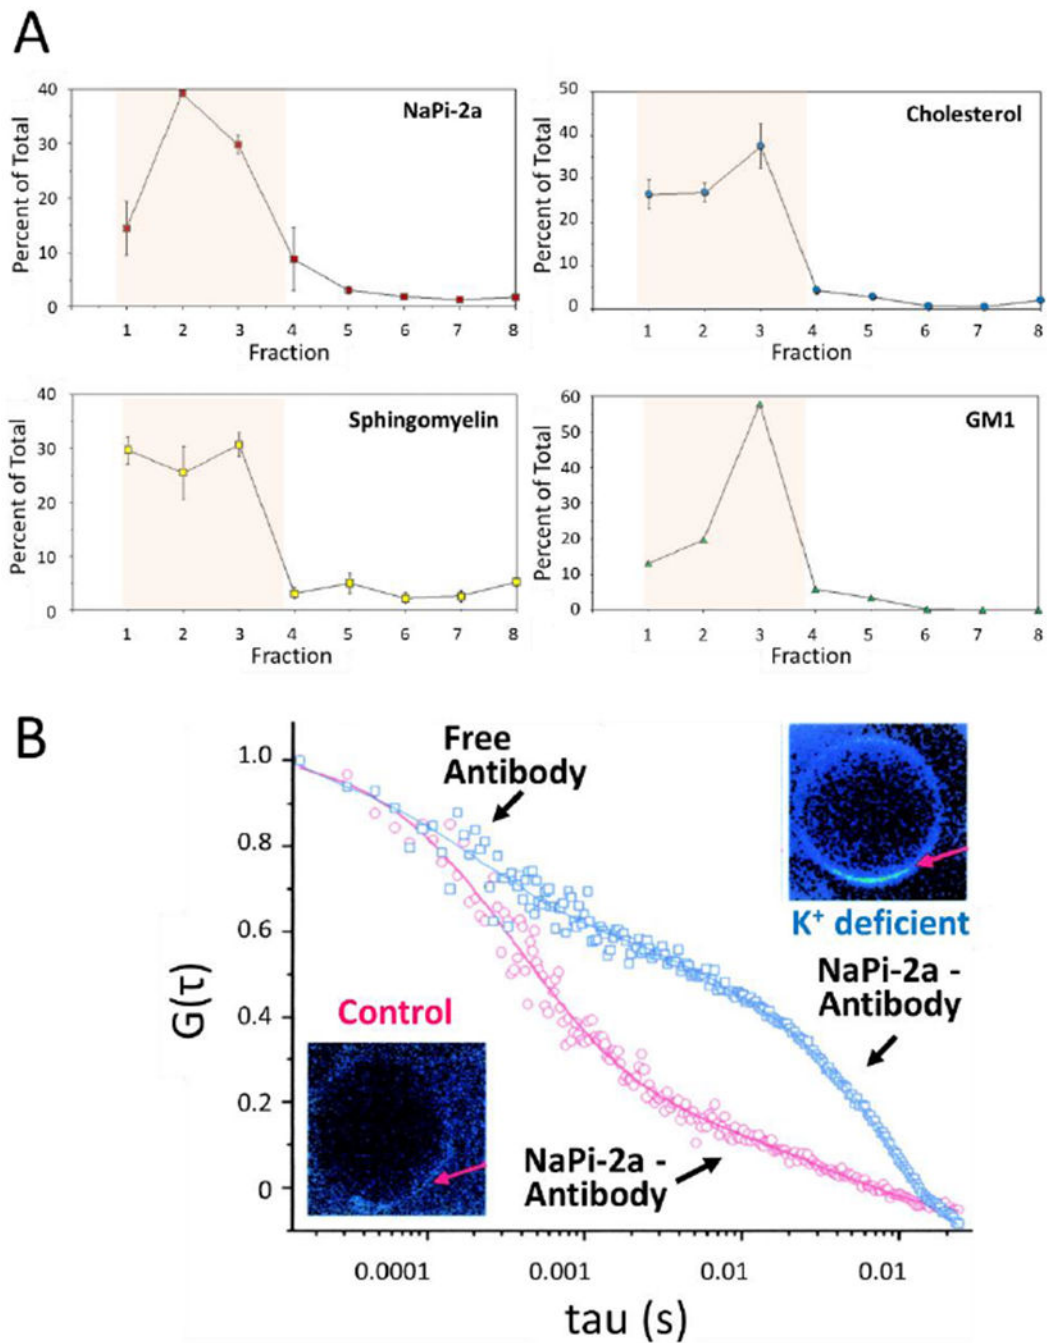 A
NaPi-2a
Percent of Total
40
30
20
10
0
1 2 3 4 5 6 7 8
Fraction
Cholesterol
Percent of Total
50
40
30
20
10
0
1 2 3 4 5 6 7 8
Fraction
Sphingomyelin
Percent of Total
40
30
20
10
0
1 2 3 4 5 6 7 8
Fraction
GM1
Percent of Total
60
50
40
30
20
10
0
1 2 3 4 5 6 7 8
Fraction
B
G(τ)
1.0
0.8
0.6
0.4
0.2
0
Free
Antibody
K⁺ deficient
NaPi-2a -
Antibody
Control
NaPi-2a -
Antibody
0.0001 0.001 0.01 0.01
tau (s)